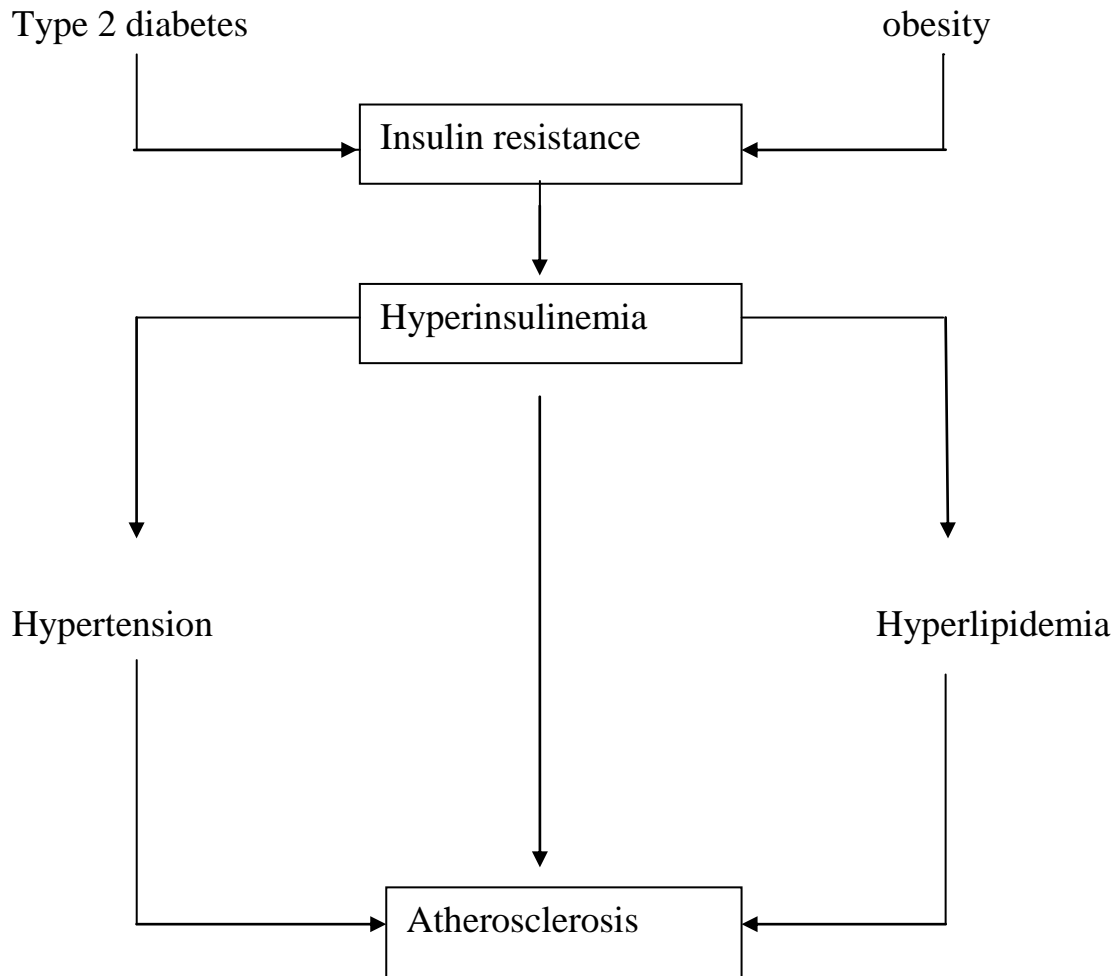 Type 2 diabetes
obesity
Insulin resistance
Hyperinsulinemia
Hypertension
Hyperlipidemia
Atherosclerosis